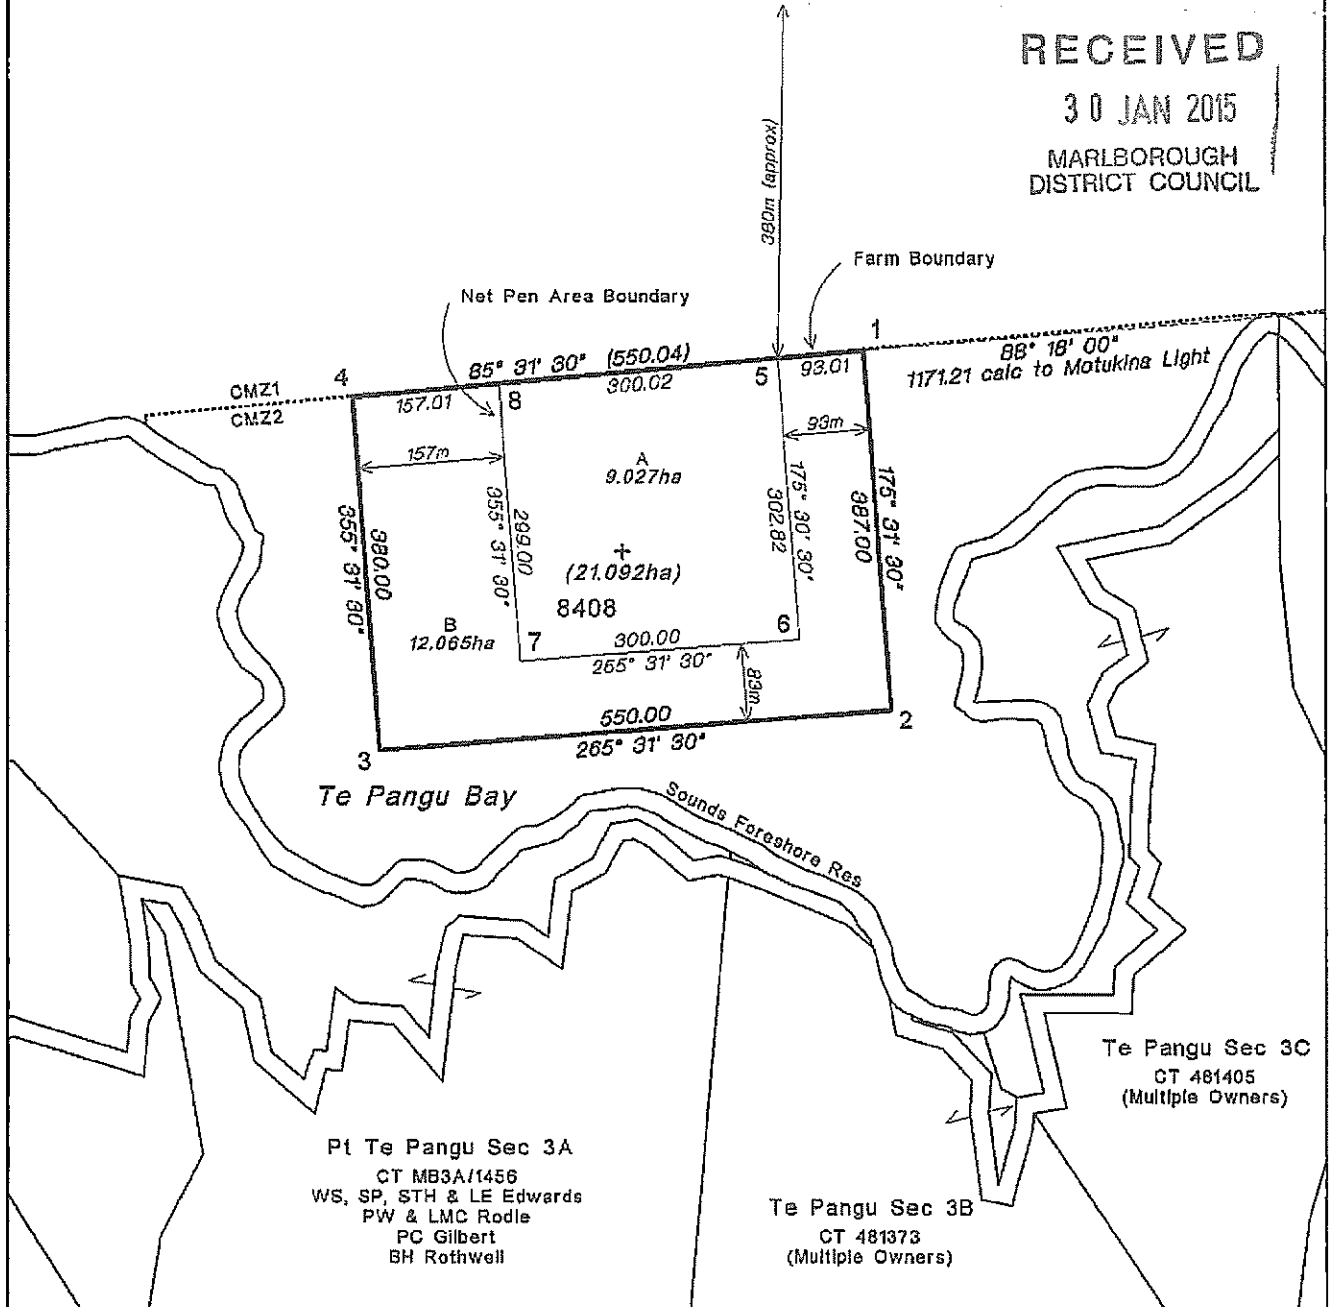 RECEIVED
30 JAN 2015
MARLBOROUGH
DISTRICT COUNCIL
380m (approx)
Farm Boundary
Net Pen Area Boundary
1
88° 18' 00"
1171.21 calc to Motukina Light
85° 31' 30" (550.04)
4
5
93.01
CMZ1
CMZ2
157.01
8
300.02
157m
93m
A
9.027ha
355° 31' 30"
380.00
355° 31' 30"
299.00
302.82
175° 30' 30"
387.00
175° 31' 30"
(21.092ha)
8408
B
12.065ha
7
300.00
265° 31' 30"
6
83m
550.00
265° 31' 30"
2
3
Te Pangu Bay
Sounds Foreshore Res
Te Pangu Sec 3C
CT 481405
(Multiple Owners)
Pt Te Pangu Sec 3A
CT MB3A/1456
WS, SP, STH & LE Edwards
PW & LMC Rodie
PC Gilbert
BH Rothwell
Te Pangu Sec 3B
CT 481373
(Multiple Owners)